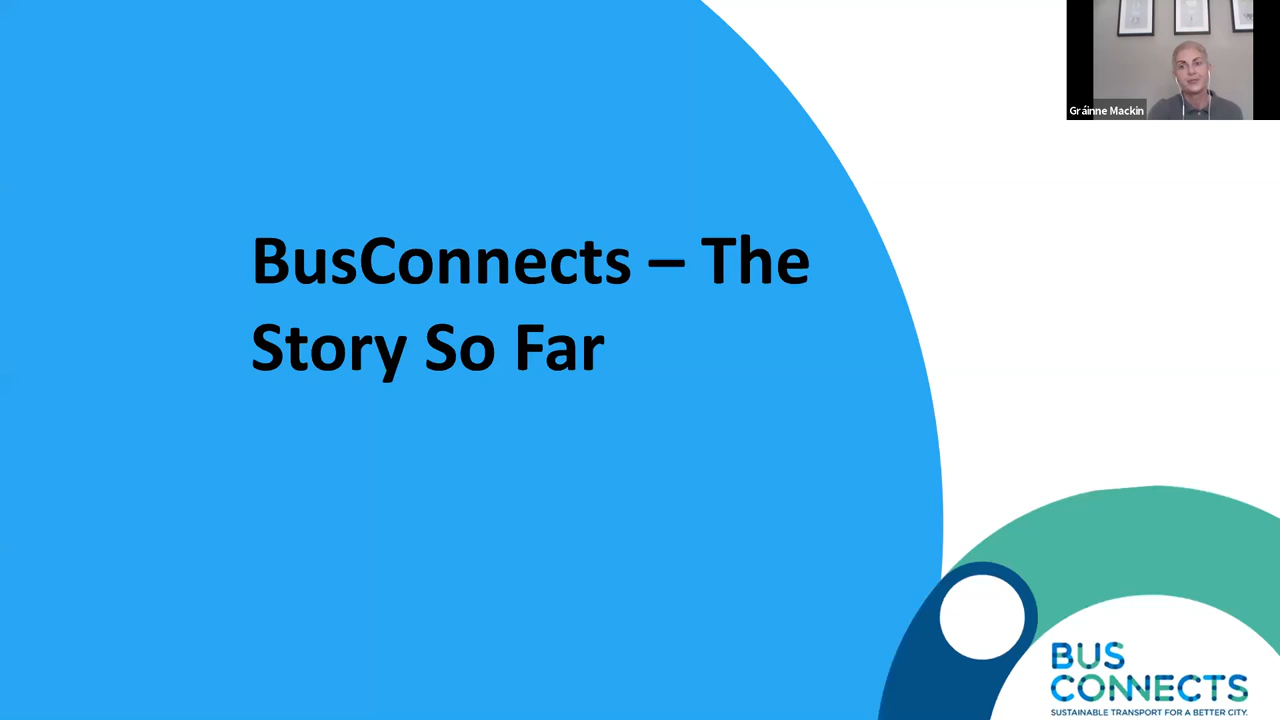 Gráinne Mackin
BusConnects – The
Story So Far
BUS
CONNECTS
SUSTAINABLE TRANSPORT FOR A BETTER CITY.